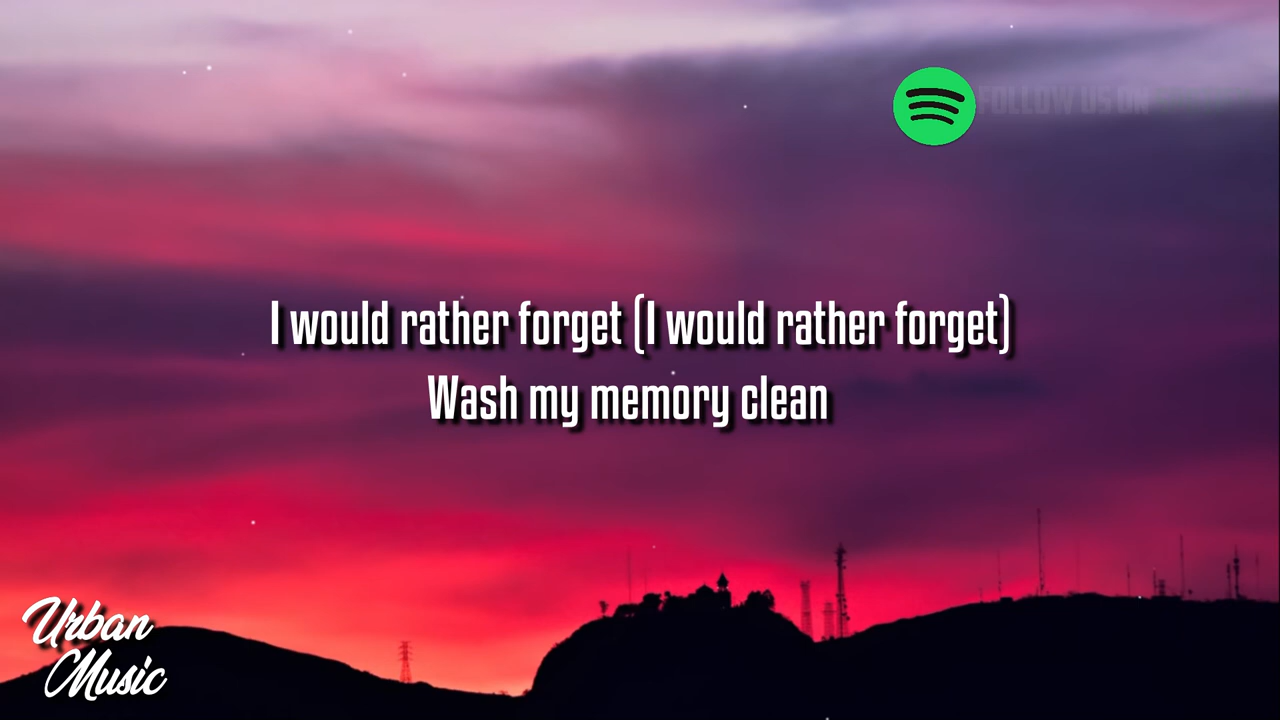 FOLLOW US ON
I would rather forget (I would rather forget)
Wash my memory clean
Urban
Music